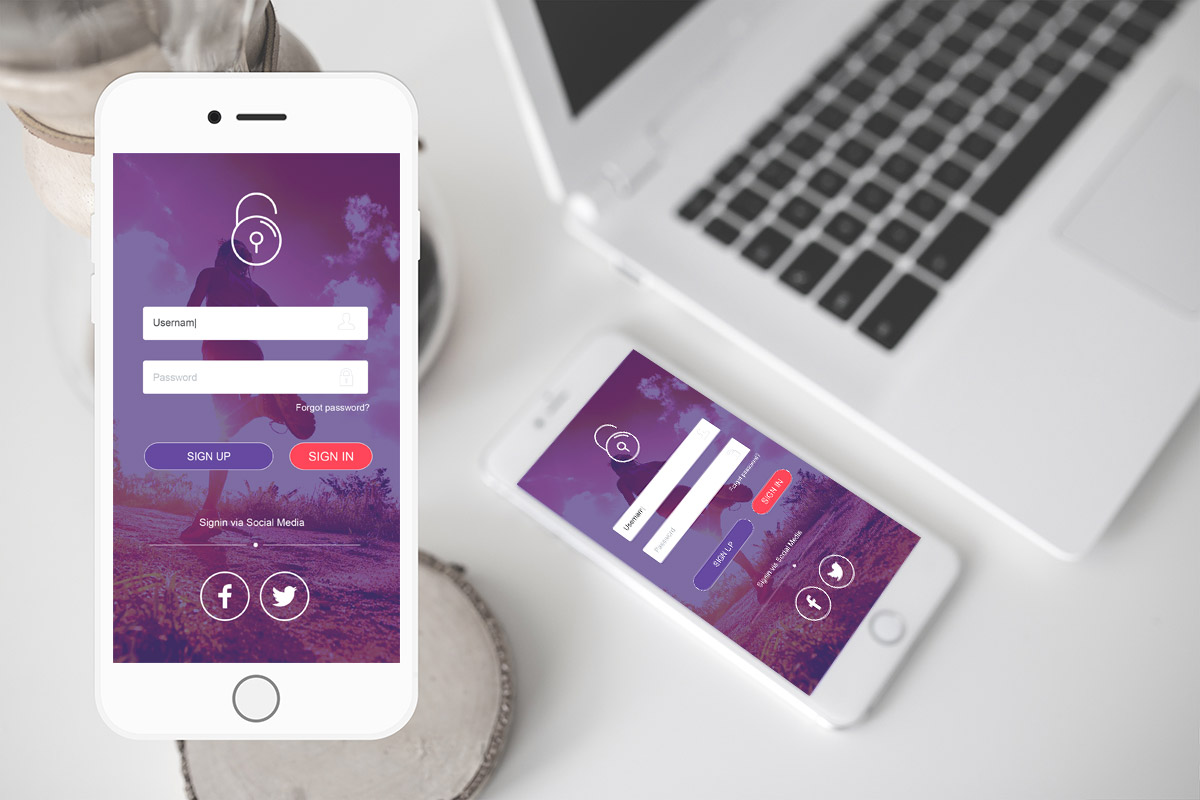 Usernam
Password
Forgot password?
SIGN UP
SIGN IN
Signin via Social Media
Usernam
Password
Forgot password?
SIGN UP
SIGN IN
Signin via Social Media